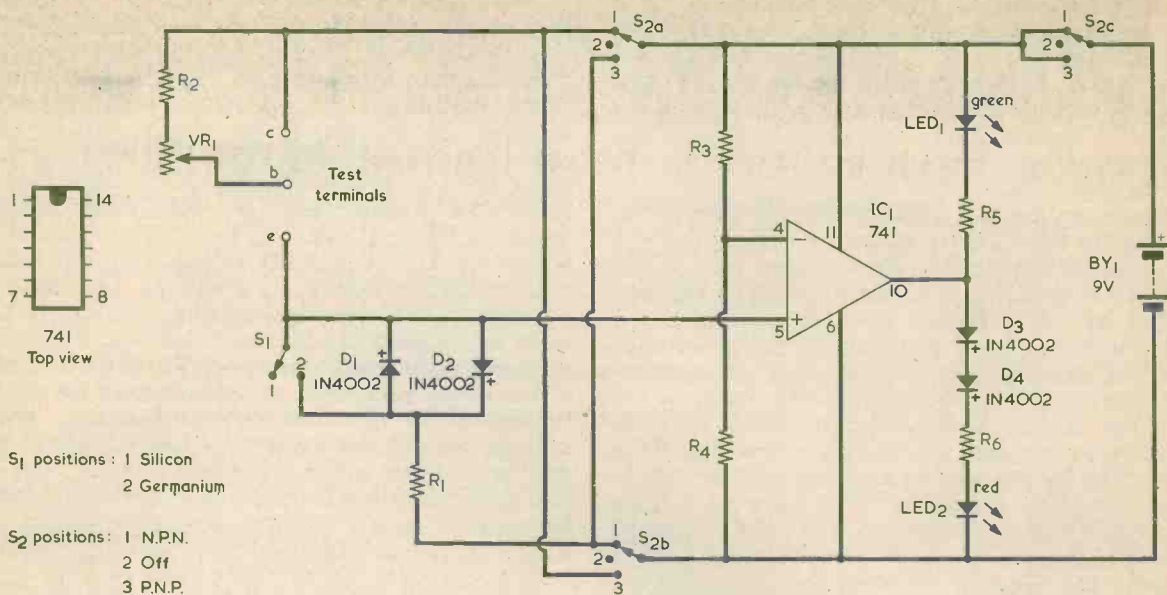 1
S2a
2
3
1
S2c
2
3
R2
VR1
c
b
e
Test
terminals
R3
green
LED1
R5
1
14
7
8
741
Top view
IC1
741
4
−
11
5
+
6
10
+
BY1
9V
S1
1
2
+
D1
1N4002
D2
1N4002
+
D3
+ 1N4002
D4
+ 1N4002
R4
R6
red
LED2
R1
S1 positions : 1 Silicon
2 Germanium
S2 positions: 1 N.P.N.
2 Off
3 P.N.P.
1
S2b
2
3